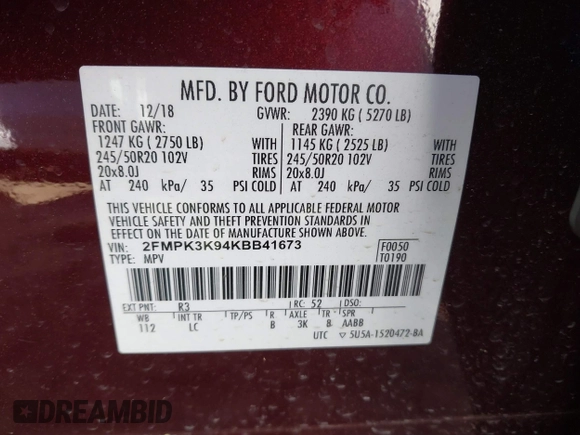 MFD. BY FORD MOTOR CO.
DATE: 12/18 GVWR: 2390 KG ( 5270 LB)
FRONT GAWR: REAR GAWR:
1247 KG ( 2750 LB) WITH 1145 KG ( 2525 LB) WITH
245/50R20 102V TIRES 245/50R20 102V TIRES
20x8.0J RIMS 20x8.0J RIMS
AT 240 kPa/ 35 PSI COLD AT 240 kPa/ 35 PSI COLD
THIS VEHICLE CONFORMS TO ALL APPLICABLE FEDERAL MOTOR
VEHICLE SAFETY AND THEFT PREVENTION STANDARDS IN
EFFECT ON THE DATE OF MANUFACTURE SHOWN ABOVE.
VIN: 2FMPK3K94KBB41673 F0050
TYPE: MPV T0190
EXT PNT: R3 RC: 52 DSO:
WB INT TR TP/PS R AXLE TR SPR
112 LC B 3K 8 AABB
UTC ▽ 5U5A-1520472-BA
DREAMBID